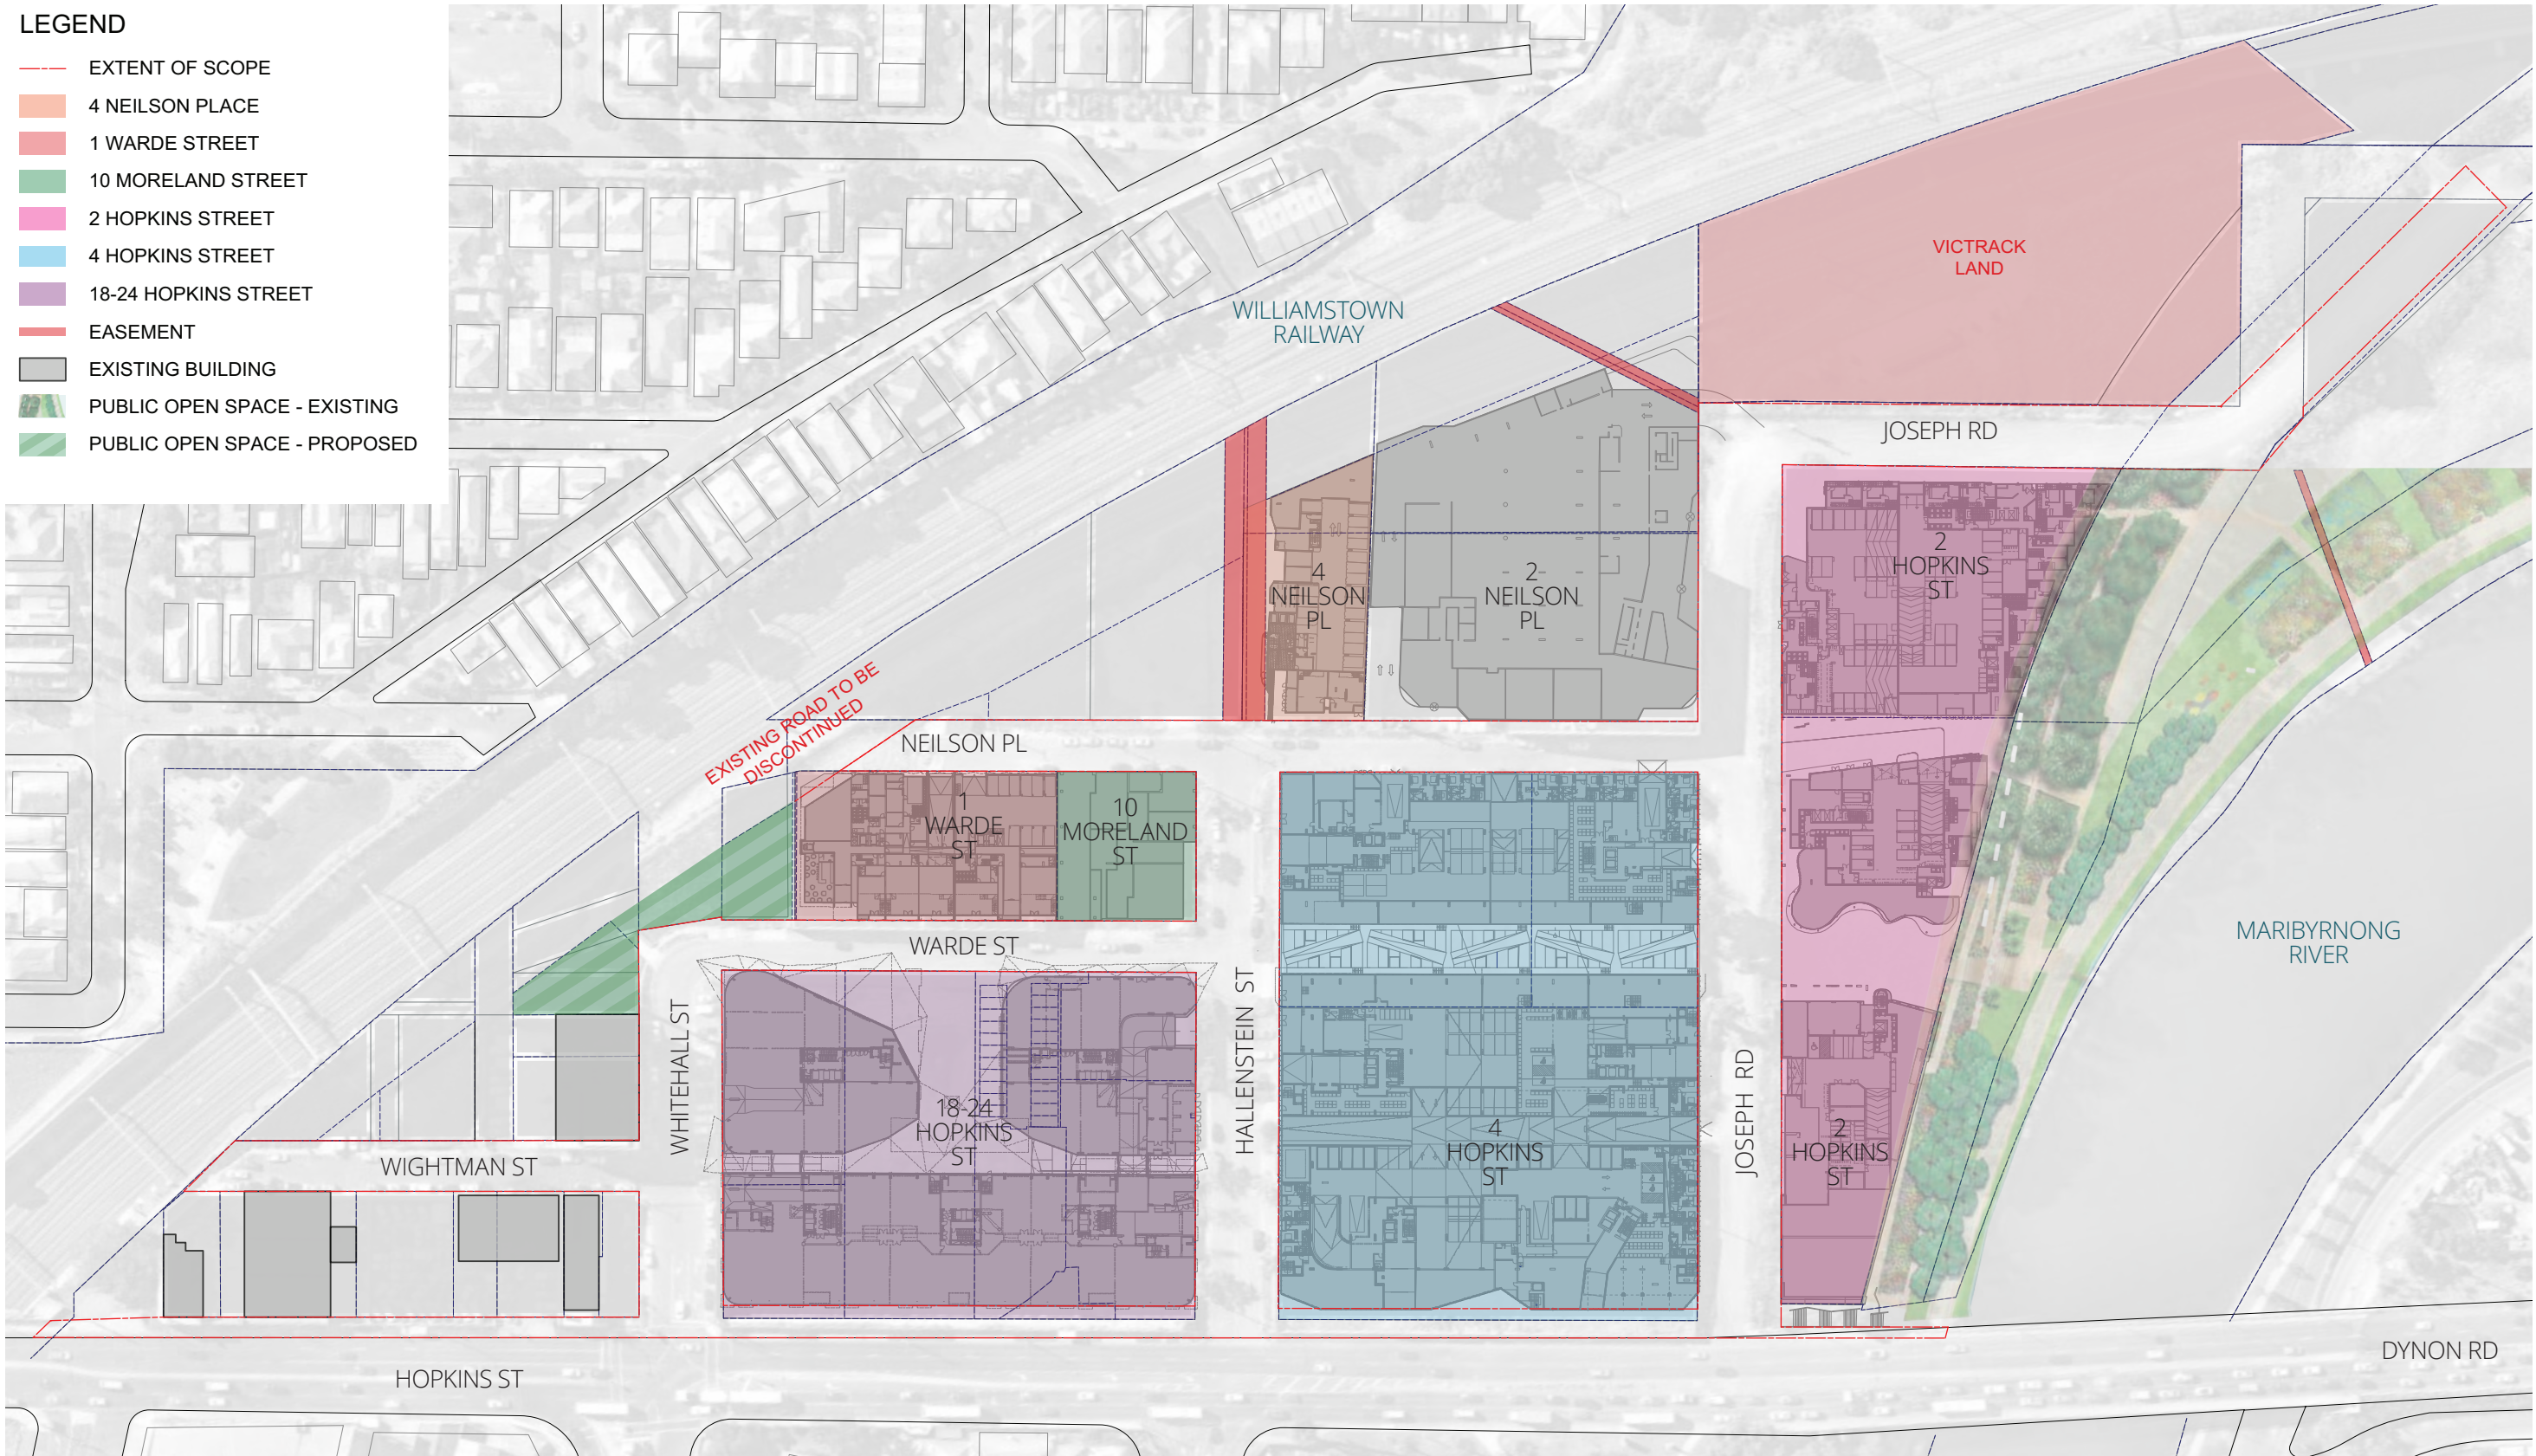 LEGEND
EXTENT OF SCOPE
4 NEILSON PLACE
1 WARDE STREET
10 MORELAND STREET
2 HOPKINS STREET
4 HOPKINS STREET
18-24 HOPKINS STREET
EASEMENT
EXISTING BUILDING
PUBLIC OPEN SPACE - EXISTING
PUBLIC OPEN SPACE - PROPOSED
VICTRACK
LAND
WILLIAMSTOWN
RAILWAY
JOSEPH RD
2
HOPKINS
ST
4
NEILSON
PL
2
NEILSON
PL
EXISTING ROAD TO BE
DISCONTINUED
NEILSON PL
1
WARDE
ST
10
MORELAND
ST
WARDE ST
MARIBYRNONG
RIVER
WHITEHALL ST
HALLENSTEIN ST
JOSEPH RD
18-24
HOPKINS
ST
4
HOPKINS
ST
2
HOPKINS
ST
WIGHTMAN ST
HOPKINS ST
DYNON RD